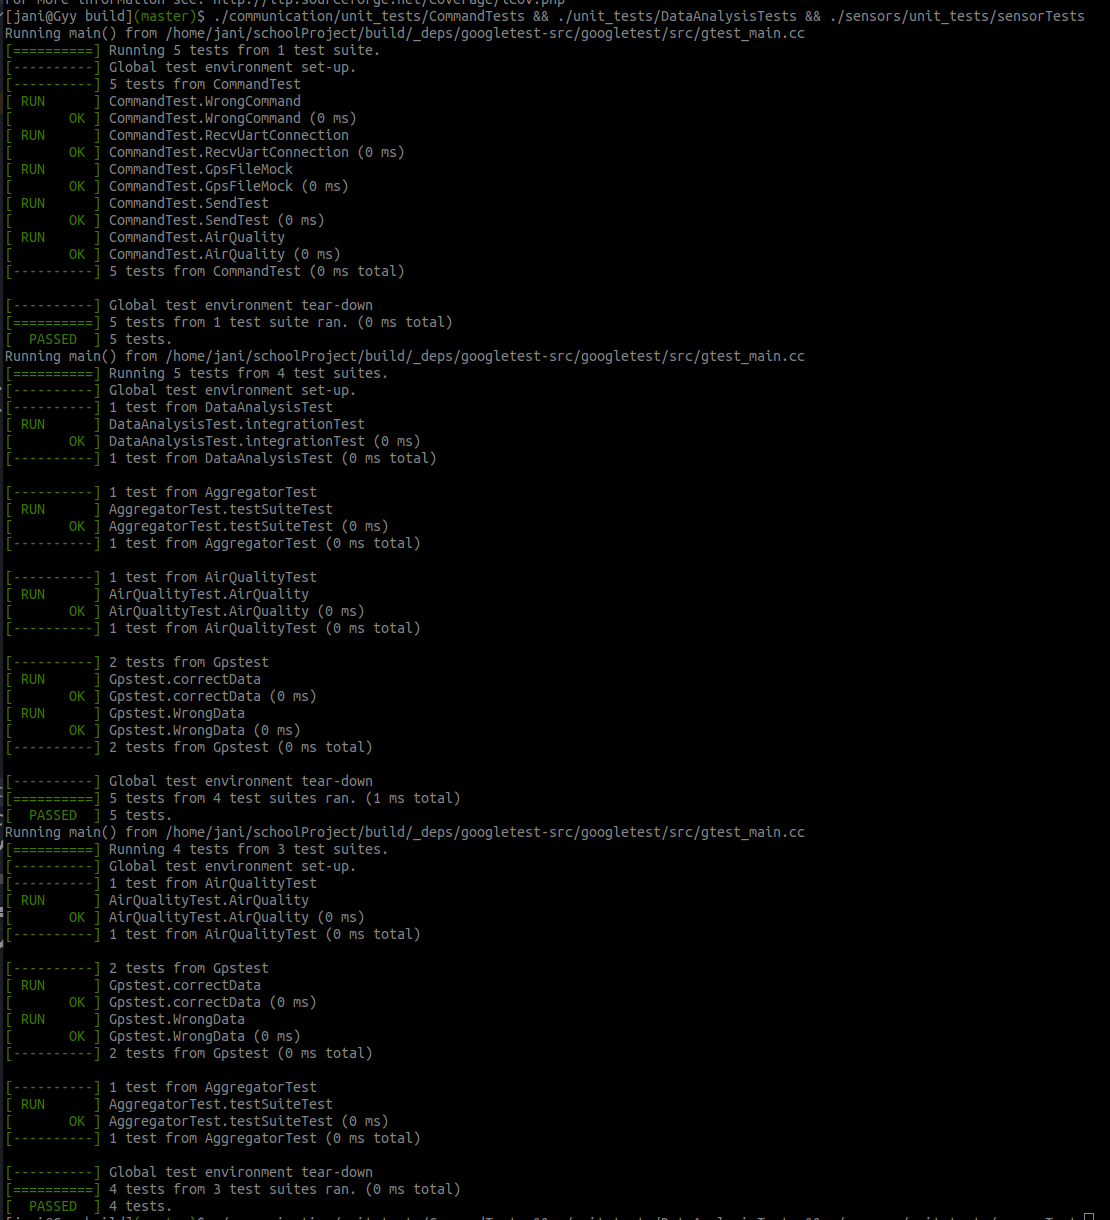 For more information see: http://ltp.sourceforge.net/coverage/lcov.php
[jani@Gyy build](master)$ ./communication/unit_tests/CommandTests && ./unit_tests/DataAnalysisTests && ./sensors/unit_tests/sensorTests
Running main() from /home/jani/schoolProject/build/_deps/googletest-src/googletest/src/gtest_main.cc
[==========] Running 5 tests from 1 test suite.
[----------] Global test environment set-up.
[----------] 5 tests from CommandTest
[ RUN      ] CommandTest.WrongCommand
[       OK ] CommandTest.WrongCommand (0 ms)
[ RUN      ] CommandTest.RecvUartConnection
[       OK ] CommandTest.RecvUartConnection (0 ms)
[ RUN      ] CommandTest.GpsFileMock
[       OK ] CommandTest.GpsFileMock (0 ms)
[ RUN      ] CommandTest.SendTest
[       OK ] CommandTest.SendTest (0 ms)
[ RUN      ] CommandTest.AirQuality
[       OK ] CommandTest.AirQuality (0 ms)
[----------] 5 tests from CommandTest (0 ms total)

[----------] Global test environment tear-down
[==========] 5 tests from 1 test suite ran. (0 ms total)
[  PASSED  ] 5 tests.
Running main() from /home/jani/schoolProject/build/_deps/googletest-src/googletest/src/gtest_main.cc
[==========] Running 5 tests from 4 test suites.
[----------] Global test environment set-up.
[----------] 1 test from DataAnalysisTest
[ RUN      ] DataAnalysisTest.integrationTest
[       OK ] DataAnalysisTest.integrationTest (0 ms)
[----------] 1 test from DataAnalysisTest (0 ms total)

[----------] 1 test from AggregatorTest
[ RUN      ] AggregatorTest.testSuiteTest
[       OK ] AggregatorTest.testSuiteTest (0 ms)
[----------] 1 test from AggregatorTest (0 ms total)

[----------] 1 test from AirQualityTest
[ RUN      ] AirQualityTest.AirQuality
[       OK ] AirQualityTest.AirQuality (0 ms)
[----------] 1 test from AirQualityTest (0 ms total)

[----------] 2 tests from Gpstest
[ RUN      ] Gpstest.correctData
[       OK ] Gpstest.correctData (0 ms)
[ RUN      ] Gpstest.WrongData
[       OK ] Gpstest.WrongData (0 ms)
[----------] 2 tests from Gpstest (0 ms total)

[----------] Global test environment tear-down
[==========] 5 tests from 4 test suites ran. (1 ms total)
[  PASSED  ] 5 tests.
Running main() from /home/jani/schoolProject/build/_deps/googletest-src/googletest/src/gtest_main.cc
[==========] Running 4 tests from 3 test suites.
[----------] Global test environment set-up.
[----------] 1 test from AirQualityTest
[ RUN      ] AirQualityTest.AirQuality
[       OK ] AirQualityTest.AirQuality (0 ms)
[----------] 1 test from AirQualityTest (0 ms total)

[----------] 2 tests from Gpstest
[ RUN      ] Gpstest.correctData
[       OK ] Gpstest.correctData (0 ms)
[ RUN      ] Gpstest.WrongData
[       OK ] Gpstest.WrongData (0 ms)
[----------] 2 tests from Gpstest (0 ms total)

[----------] 1 test from AggregatorTest
[ RUN      ] AggregatorTest.testSuiteTest
[       OK ] AggregatorTest.testSuiteTest (0 ms)
[----------] 1 test from AggregatorTest (0 ms total)

[----------] Global test environment tear-down
[==========] 4 tests from 3 test suites ran. (0 ms total)
[  PASSED  ] 4 tests.